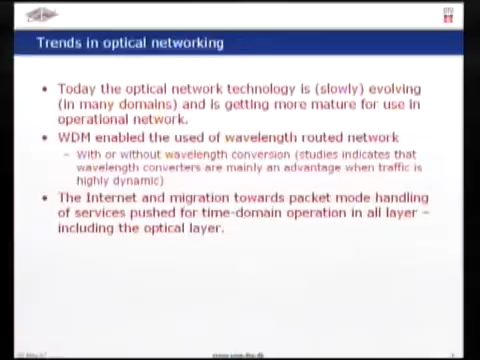 DTU
Trends in optical networking
• Today the optical network technology is (slowly) evolving
(in many domains) and is getting more mature for use in
operational network.
• WDM enabled the used of wavelength routed network
– With or without wavelength conversion (studies indicates that
wavelength converters are mainly an advantage when traffic is
highly dynamic)
• The Internet and migration towards packet mode handling
of services pushed for time-domain operation in all layer –
including the optical layer.